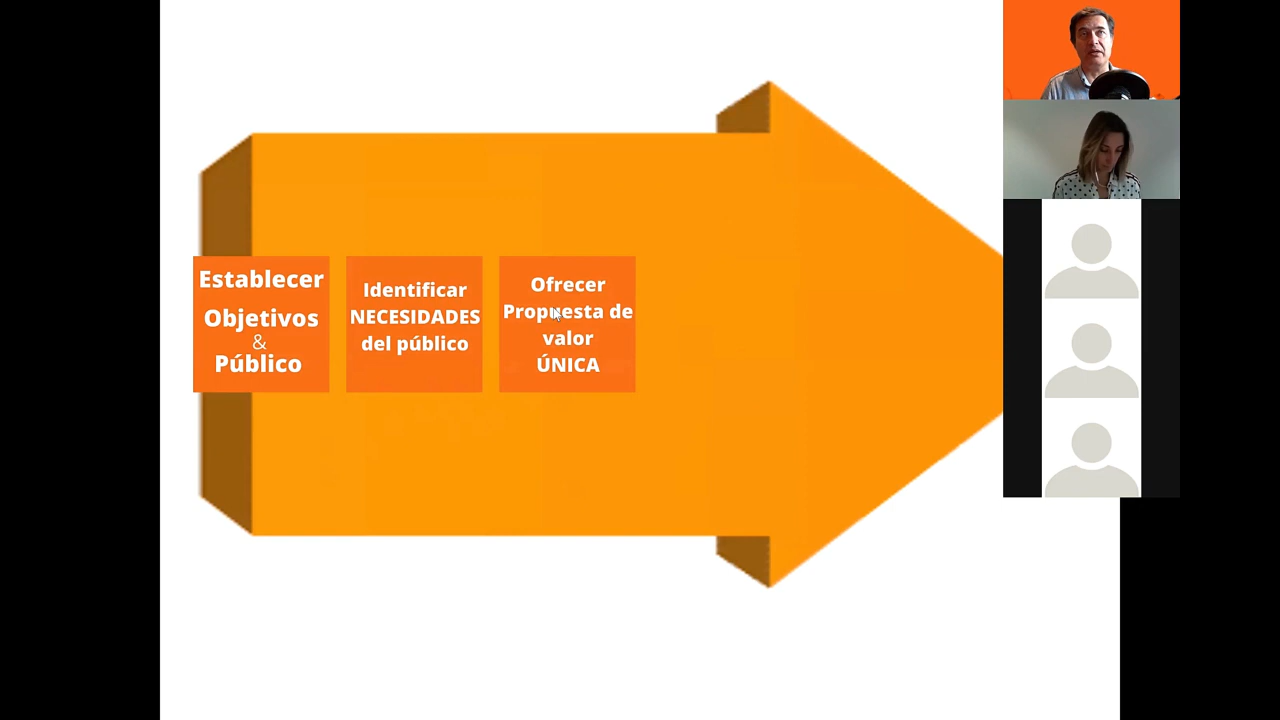 Establecer
Objetivos
&
Público
Identificar
NECESIDADES
del público
Ofrecer
Propuesta de
valor
ÚNICA